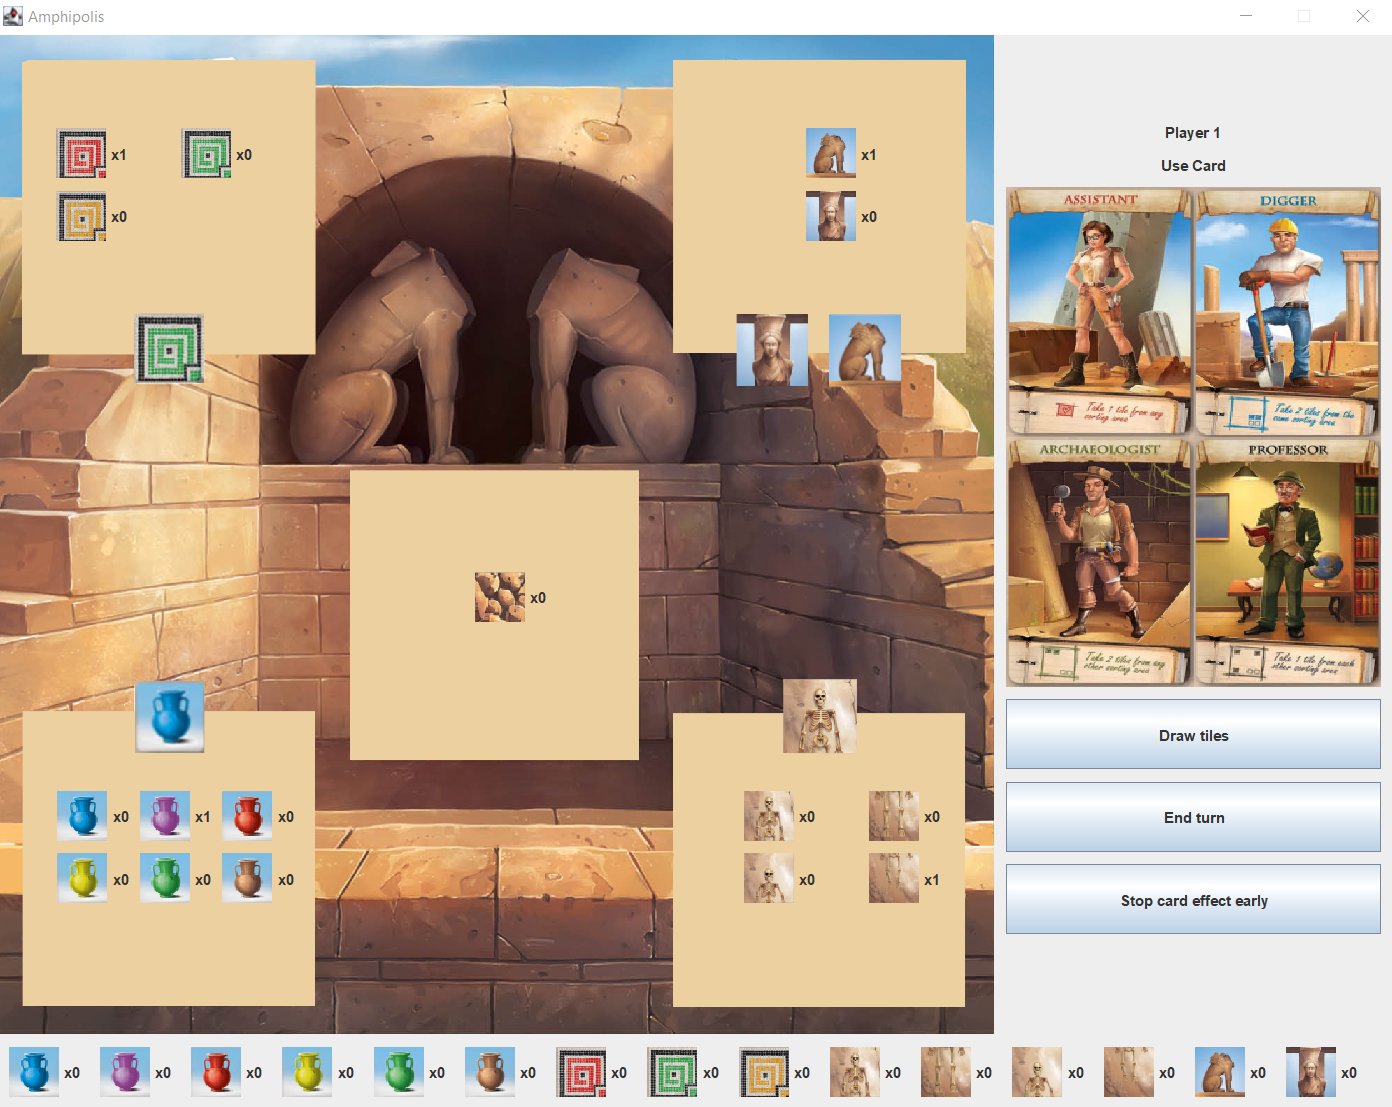 Amphipolis
x1 x0
x0
x1
x0
x0
x0 x1 x0
x0 x0 x0
x0 x0
x0 x1
Player 1
Use Card
ASSISTANT DIGGER
Take 1 tile from any
sorting area
Take 2 tiles from the
same sorting area
ARCHAEOLOGIST PROFESSOR
Take 2 tiles from any
other sorting area
Take 1 tile from each
other sorting area
Draw tiles
End turn
Stop card effect early
x0 x0 x0 x0 x0 x0 x0 x0 x0 x0 x0 x0 x0 x0 x0